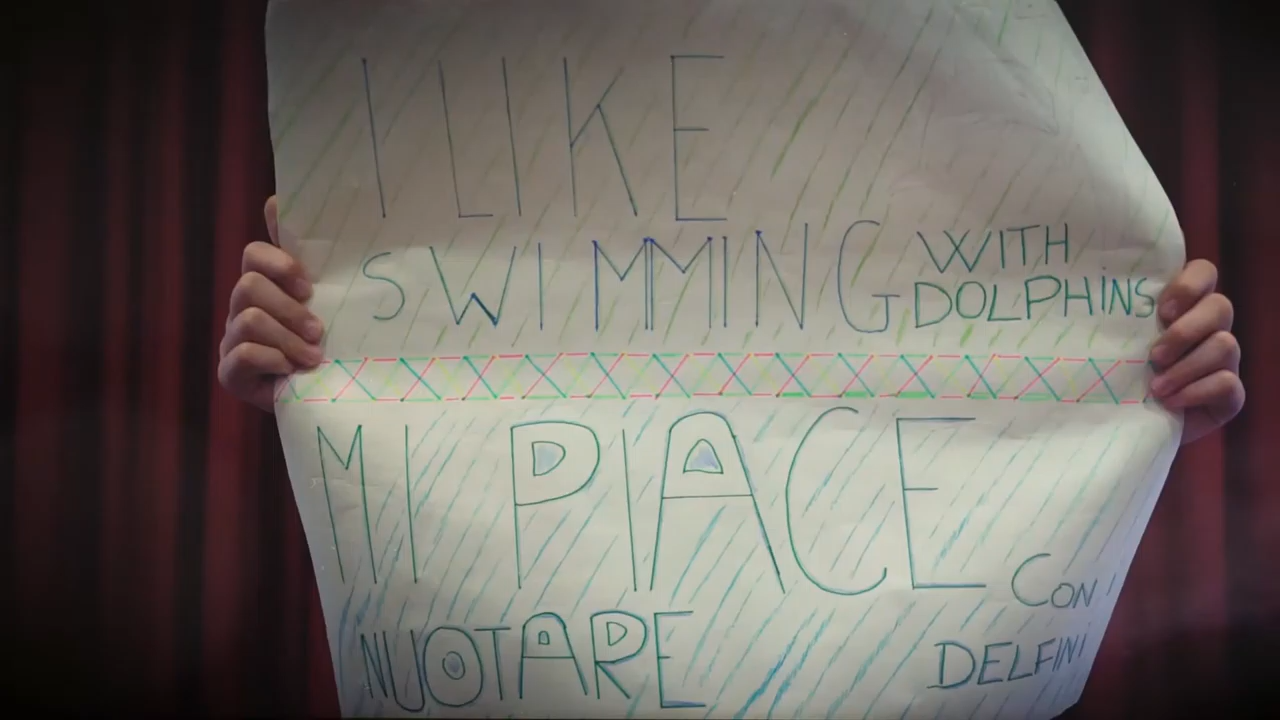 I LIKE
SWIMMING WITH DOLPHiNS
MI PIACE
NUOTARE CON I DELFINI